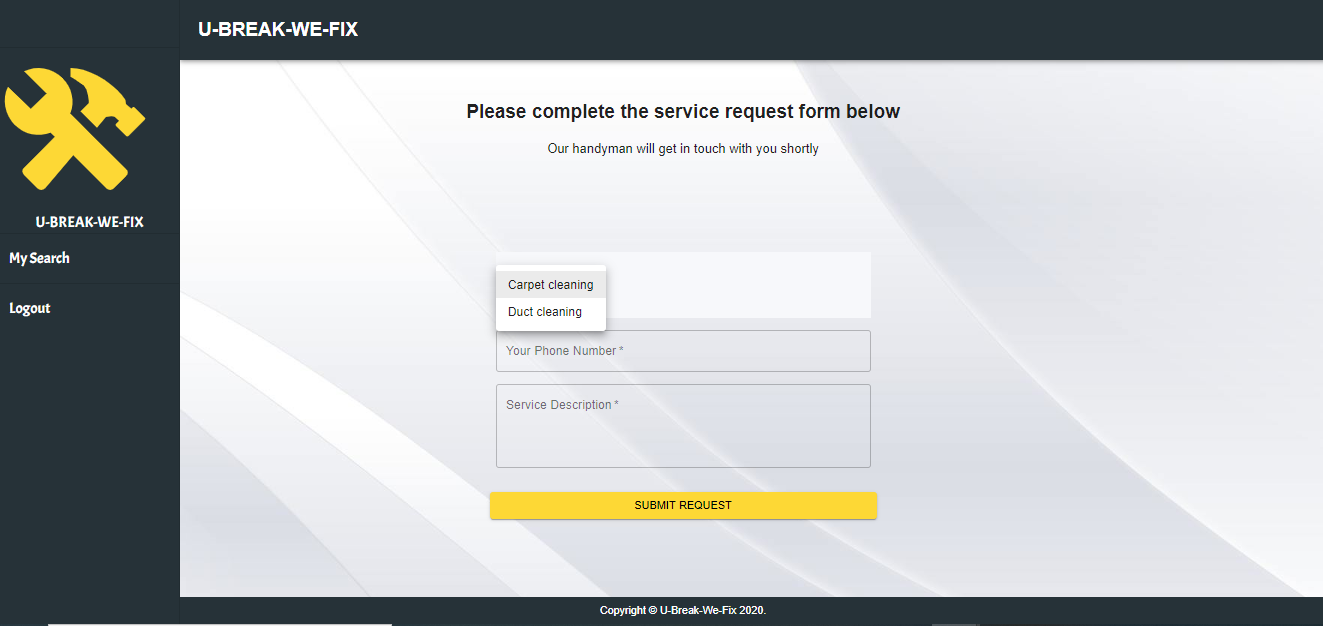 U-BREAK-WE-FIX
U-BREAK-WE-FIX
My Search
Logout
Please complete the service request form below
Our handyman will get in touch with you shortly
Carpet cleaning
Duct cleaning
Your Phone Number *
Service Description *
SUBMIT REQUEST
Copyright © U-Break-We-Fix 2020.